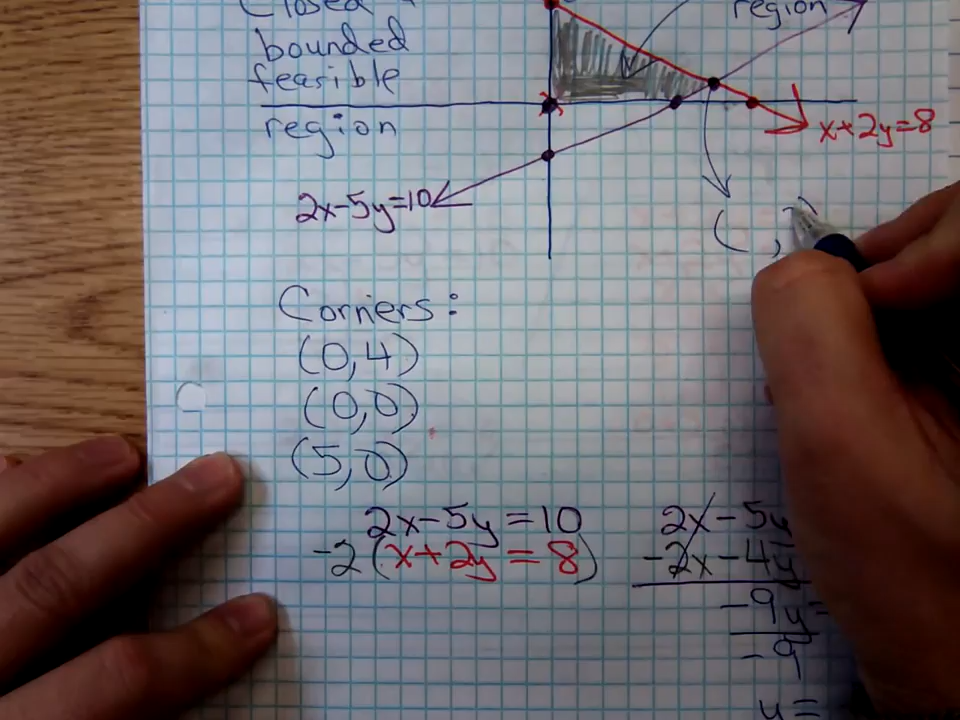 Closed +
bounded
feasible
region
region
x+2y=8
2x-5y=10
( , )
Corners:
(0,4)
(0,0)
(5,0)
2x-5y=10
-2(x+2y=8)
2x-5y
-2x-4y
-9y=
-9
y=